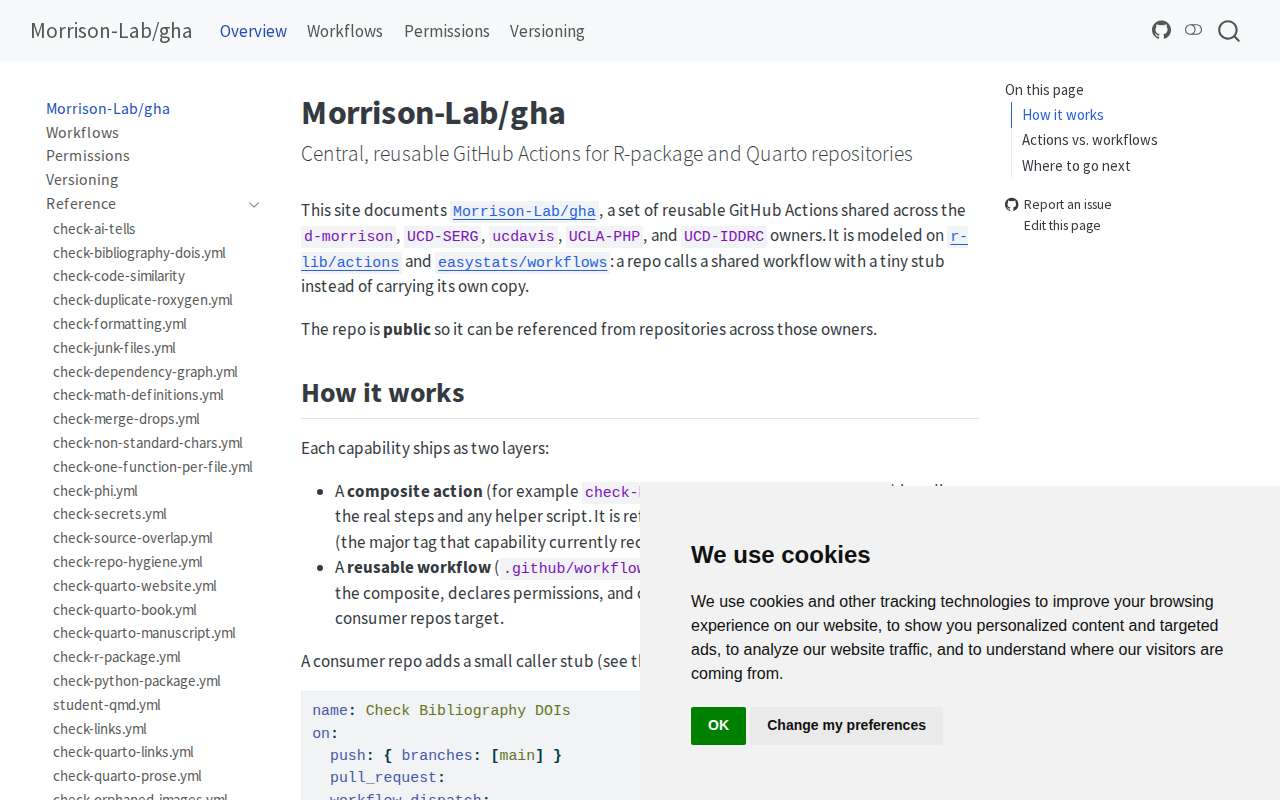 Morrison-Lab/gha Overview Workflows Permissions Versioning
Morrison-Lab/gha
Workflows
Permissions
Versioning
Reference
check-ai-tells
check-bibliography-dois.yml
check-code-similarity
check-duplicate-roxygen.yml
check-formatting.yml
check-junk-files.yml
check-dependency-graph.yml
check-math-definitions.yml
check-merge-drops.yml
check-non-standard-chars.yml
check-one-function-per-file.yml
check-phi.yml
check-secrets.yml
check-source-overlap.yml
check-repo-hygiene.yml
check-quarto-website.yml
check-quarto-book.yml
check-quarto-manuscript.yml
check-r-package.yml
check-python-package.yml
student-qmd.yml
check-links.yml
check-quarto-links.yml
check-quarto-prose.yml
check-orphaned-images.yml
Morrison-Lab/gha
Central, reusable GitHub Actions for R-package and Quarto repositories
This site documents Morrison-Lab/gha, a set of reusable GitHub Actions shared across the
d-morrison, UCD-SERG, ucdavis, UCLA-PHP, and UCD-IDDRC owners. It is modeled on r-
lib/actions and easystats/workflows: a repo calls a shared workflow with a tiny stub
instead of carrying its own copy.
The repo is public so it can be referenced from repositories across those owners.
How it works
Each capability ships as two layers:
A composite action (for example check-
the real steps and any helper script. It is
(the major tag that capability currently
A reusable workflow (.github/workflow
the composite, declares permissions, and
consumer repos target.
A consumer repo adds a small caller stub (see
name: Check Bibliography DOIs
on:
push: { branches: [main] }
pull_request:
workflow_dispatch:
On this page
How it works
Actions vs. workflows
Where to go next
Report an issue
Edit this page
We use cookies
We use cookies and other tracking technologies to improve your browsing
experience on our website, to show you personalized content and targeted
ads, to analyze our website traffic, and to understand where our visitors are
coming from.
OK Change my preferences